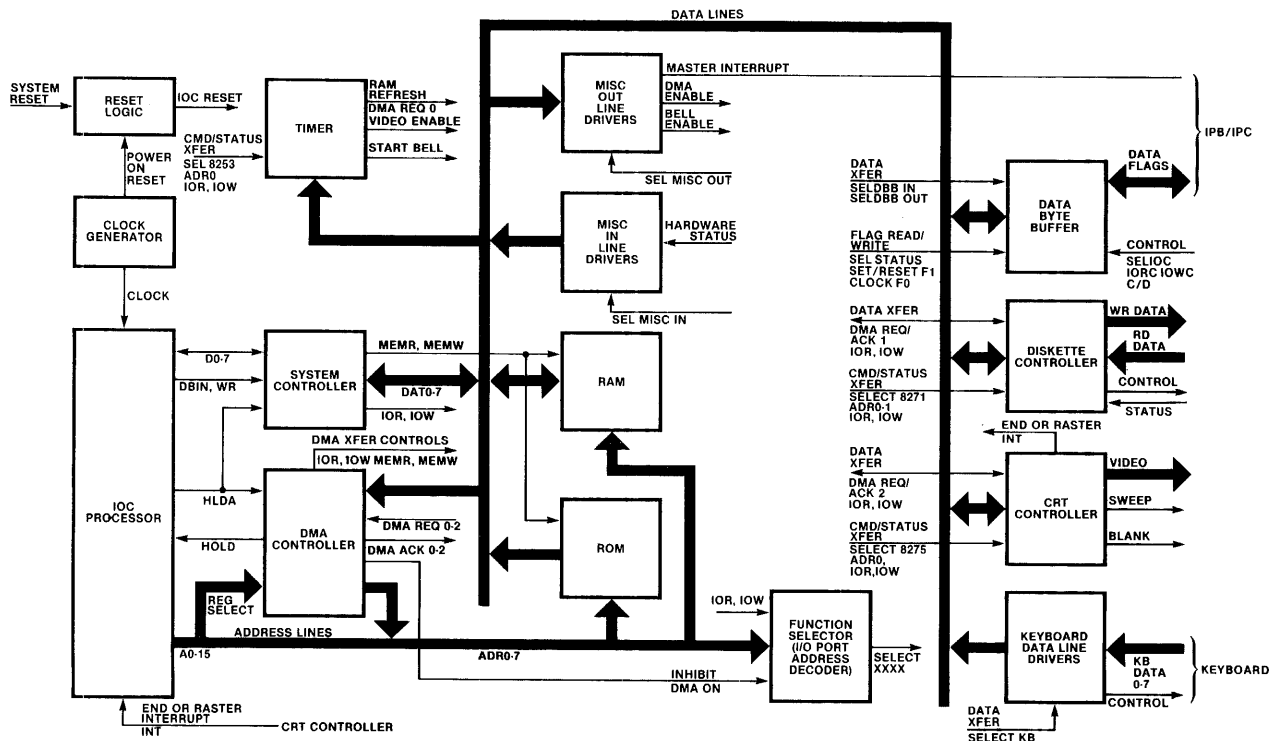 DATA LINES
SYSTEM
RESET
RESET
LOGIC
IOC RESET
POWER
ON
RESET
CLOCK
GENERATOR
CLOCK
CMD/STATUS
XFER
SEL 8253
ADR0
IOR, IOW
TIMER
RAM
REFRESH
DMA REQ 0
VIDEO ENABLE
START BELL
MISC
OUT
LINE
DRIVERS
MASTER INTERRUPT
DMA
ENABLE
BELL
ENABLE
SEL MISC OUT
MISC
IN
LINE
DRIVERS
HARDWARE
STATUS
SEL MISC IN
IPB/IPC
DATA
XFER
SELDBB IN
SELDBB OUT
FLAG READ/
WRITE
SEL STATUS
SET/RESET F1
CLOCK F0
DATA
BYTE
BUFFER
DATA
FLAGS
CONTROL
SELIOC
IORC IOWC
C/D
IOC
PROCESSOR
D0-7
DBIN, WR
HLDA
HOLD
REG
SELECT
A0-15
SYSTEM
CONTROLLER
MEMR, MEMW
DAT0-7
IOR, IOW
DMA XFER CONTROLS
IOR, IOW MEMR, MEMW
DMA
CONTROLLER
DMA REQ 0-2
DMA ACK 0-2
RAM
ROM
ADDRESS LINES
ADR0-7
INHIBIT
DMA ON
IOR, IOW
FUNCTION
SELECTOR
(I/O PORT
ADDRESS
DECODER)
SELECT
XXXX
DATA XFER
DMA REQ/
ACK 1
IOR, IOW
CMD/STATUS
XFER
SELECT 8271
ADR0-1
IOR, IOW
DISKETTE
CONTROLLER
WR DATA
RD
DATA
CONTROL
STATUS
END OR RASTER
INT
DATA
XFER
DMA REQ/
ACK 2
IOR, IOW
CMD/STATUS
XFER
SELECT 8275
ADR0,
IOR,IOW
CRT
CONTROLLER
VIDEO
SWEEP
BLANK
KEYBOARD
DATA LINE
DRIVERS
KB
DATA
0-7
CONTROL
KEYBOARD
DATA
XFER
SELECT KB
END OR RASTER
INTERRUPT
INT
CRT CONTROLLER